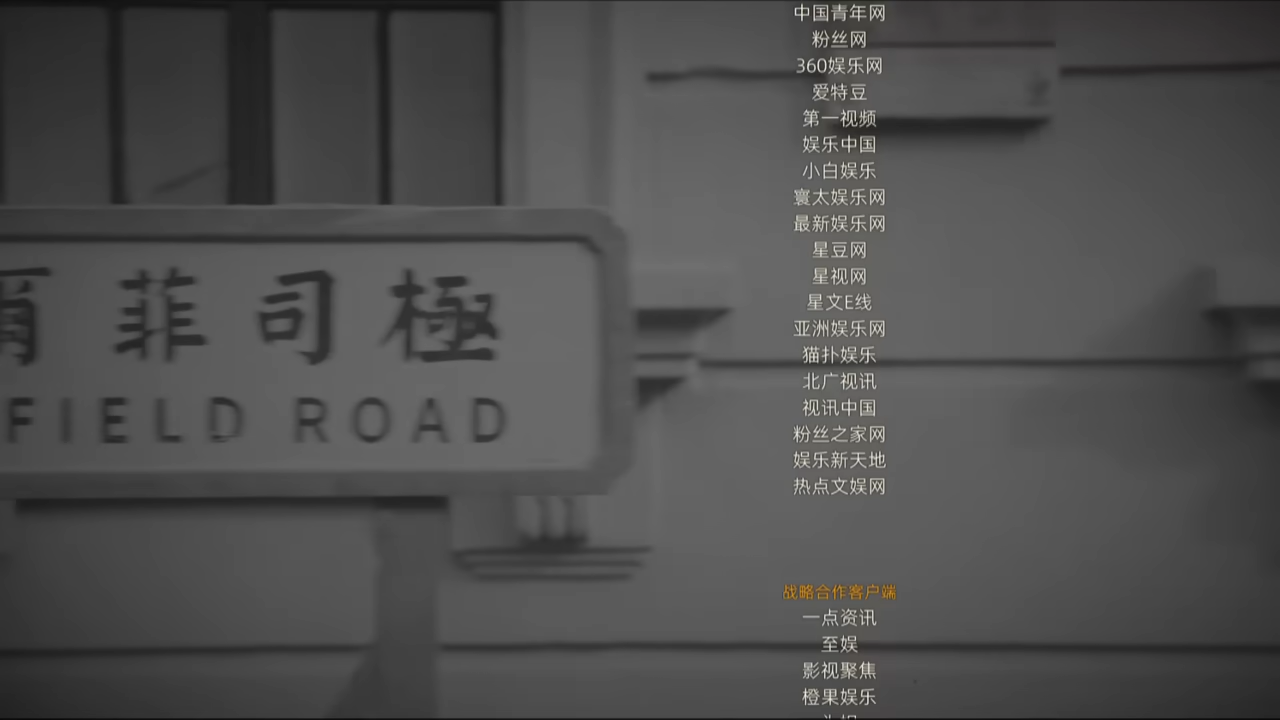 菲司極
FIELD ROAD
中国青年网
粉丝网
360娱乐网
爱特豆
第一视频
娱乐中国
小白娱乐
寰太娱乐网
最新娱乐网
星豆网
星视网
星文E线
亚洲娱乐网
猫扑娱乐
北广视讯
视讯中国
粉丝之家网
娱乐新天地
热点文娱网
战略合作客户端
一点资讯
至娱
影视聚焦
橙果娱乐